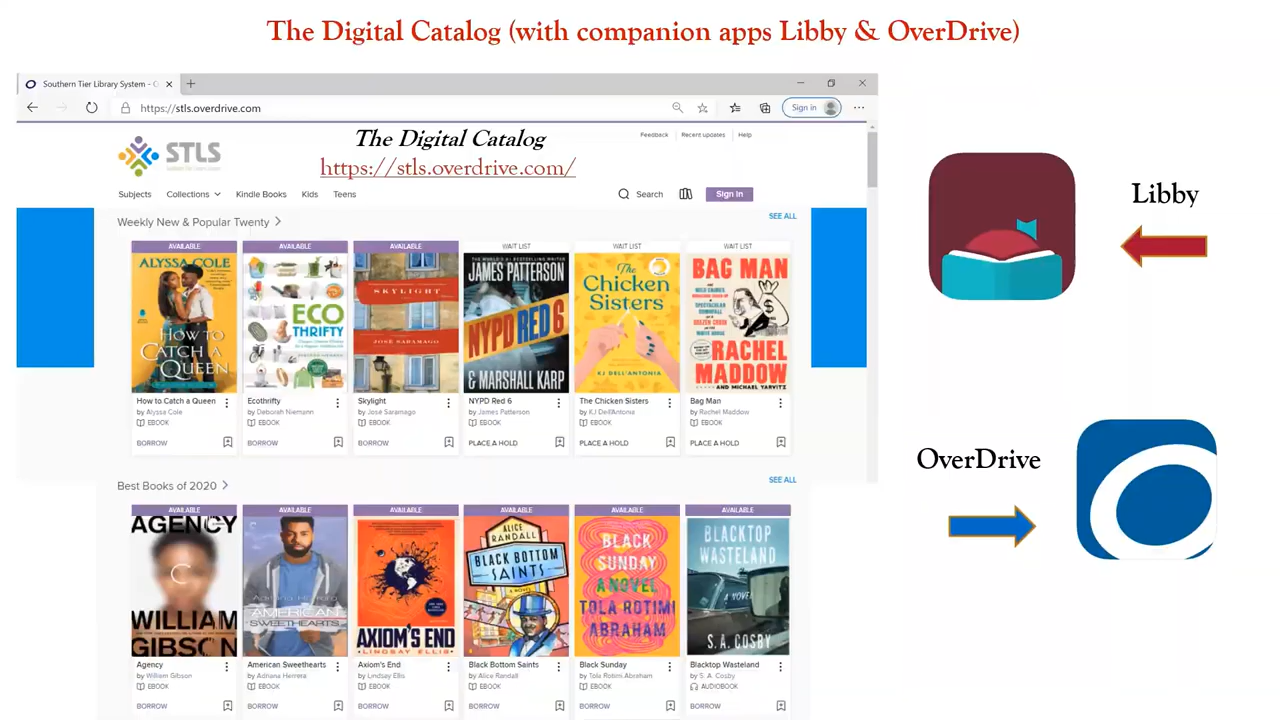 The Digital Catalog (with companion apps Libby & OverDrive)
Southern Tier Library System - O
https://stls.overdrive.com
Sign in
STLS
The Digital Catalog
https://stls.overdrive.com/
Feedback
Recent updates
Help
Subjects
Collections
Kindle Books
Kids
Teens
Search
Sign In
Weekly New & Popular Twenty
SEE ALL
AVAILABLE
AVAILABLE
AVAILABLE
WAIT LIST
WAIT LIST
WAIT LIST
ALYSSA COLE
HOW TO
CATCH A
QUEEN
ECO
THRIFTY
SKYLIGHT
JOSÉ SARAMAGO
JAMES PATTERSON
NYPD RED 6
& MARSHALL KARP
The
Chicken
Sisters
KJ DELL'ANTONIA
BAG MAN
RACHEL
MADDOW
AND MICHAEL YARVITZ
How to Catch a Queen
by Alyssa Cole
EBOOK
BORROW
Ecothrifty
by Deborah Niemann
EBOOK
BORROW
Skylight
by José Saramago
EBOOK
BORROW
NYPD Red 6
by James Patterson
EBOOK
PLACE A HOLD
The Chicken Sisters
by KJ Dell'Antonia
EBOOK
PLACE A HOLD
Bag Man
by Rachel Maddow
EBOOK
PLACE A HOLD
Best Books of 2020
SEE ALL
AVAILABLE
AVAILABLE
AVAILABLE
AVAILABLE
AVAILABLE
AVAILABLE
AGENCY
WILLIAM
GIBSON
AMERICAN
SWEETHEARTS
AXIOM'S END
LINDSAY ELLIS
ALICE
RANDALL
BLACK BOTTOM
SAINTS
BLACK
SUNDAY
A NOVEL
TOLA ROTIMI
ABRAHAM
BLACKTOP
WASTELAND
A NOVEL
S. A. COSBY
Agency
by William Gibson
EBOOK
BORROW
American Sweethearts
by Adriana Herrera
EBOOK
BORROW
Axiom's End
by Lindsay Ellis
EBOOK
BORROW
Black Bottom Saints
by Alice Randall
EBOOK
BORROW
Black Sunday
by Tola Rotimi Abraham
EBOOK
BORROW
Blacktop Wasteland
by S. A. Cosby
AUDIOBOOK
BORROW
Libby
OverDrive